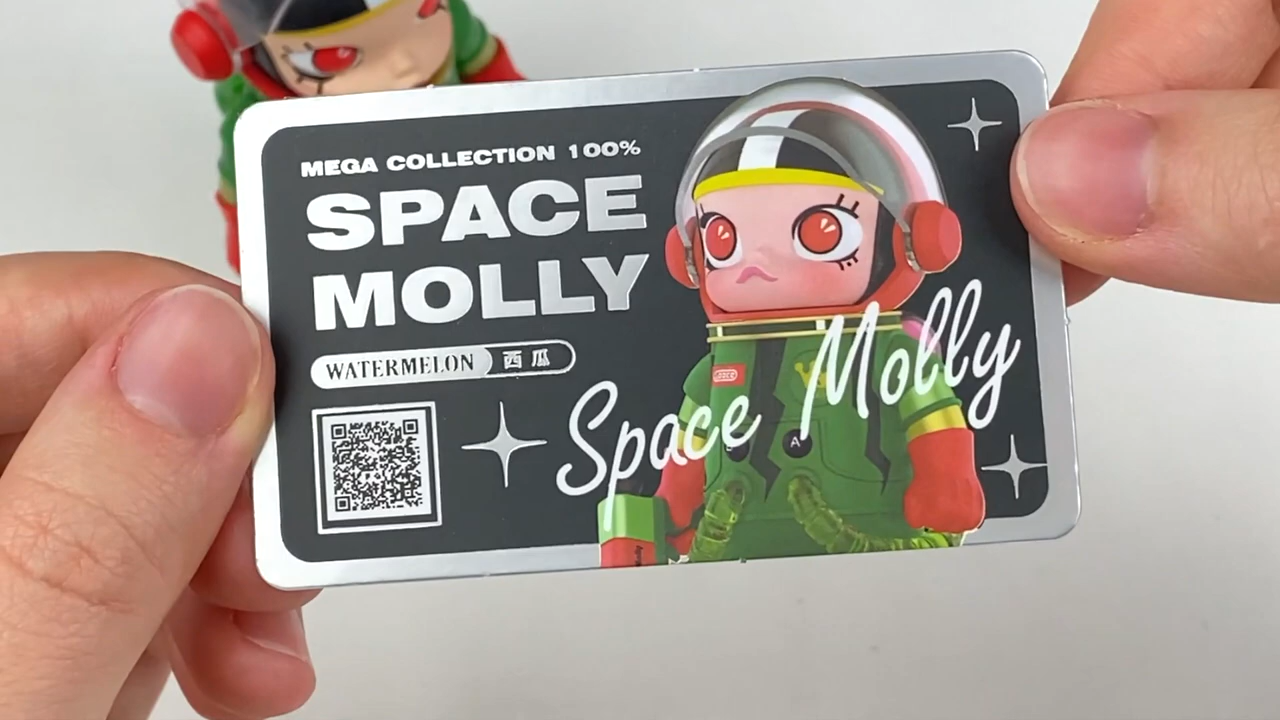 MEGA COLLECTION 100%
SPACE
MOLLY
WATERMELON 西瓜
Space Molly
A